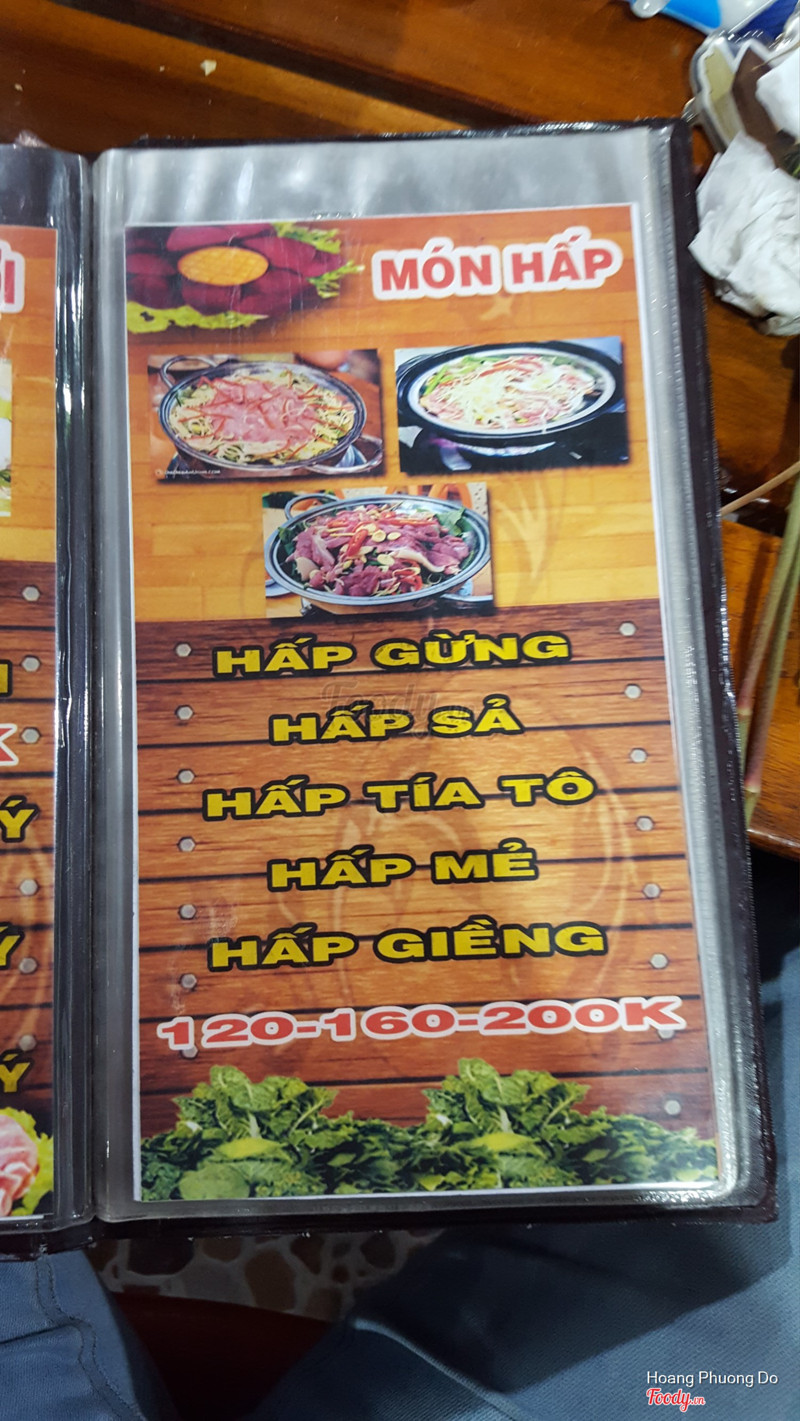 MÓN HẤP
HẤP GỪNG
HẤP SẢ
HẤP TÍA TÔ
HẤP MẺ
HẤP GIỀNG
120-160-200K
K
Ý
Ý
Ý
Foody
Hoang Phuong Do
Foody.vn